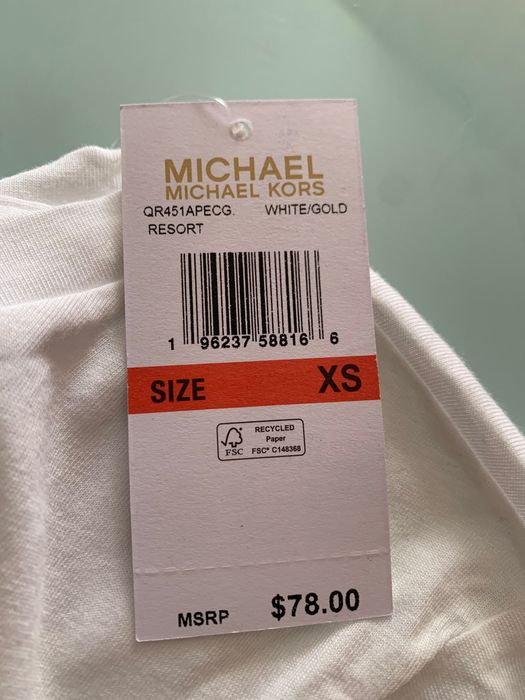 MICHAEL
MICHAEL KORS
QR451APECG. WHITE/GOLD
RESORT
1 96237 58816 6
SIZE XS
FSC
RECYCLED
Paper
FSC® C148368
MSRP $78.00